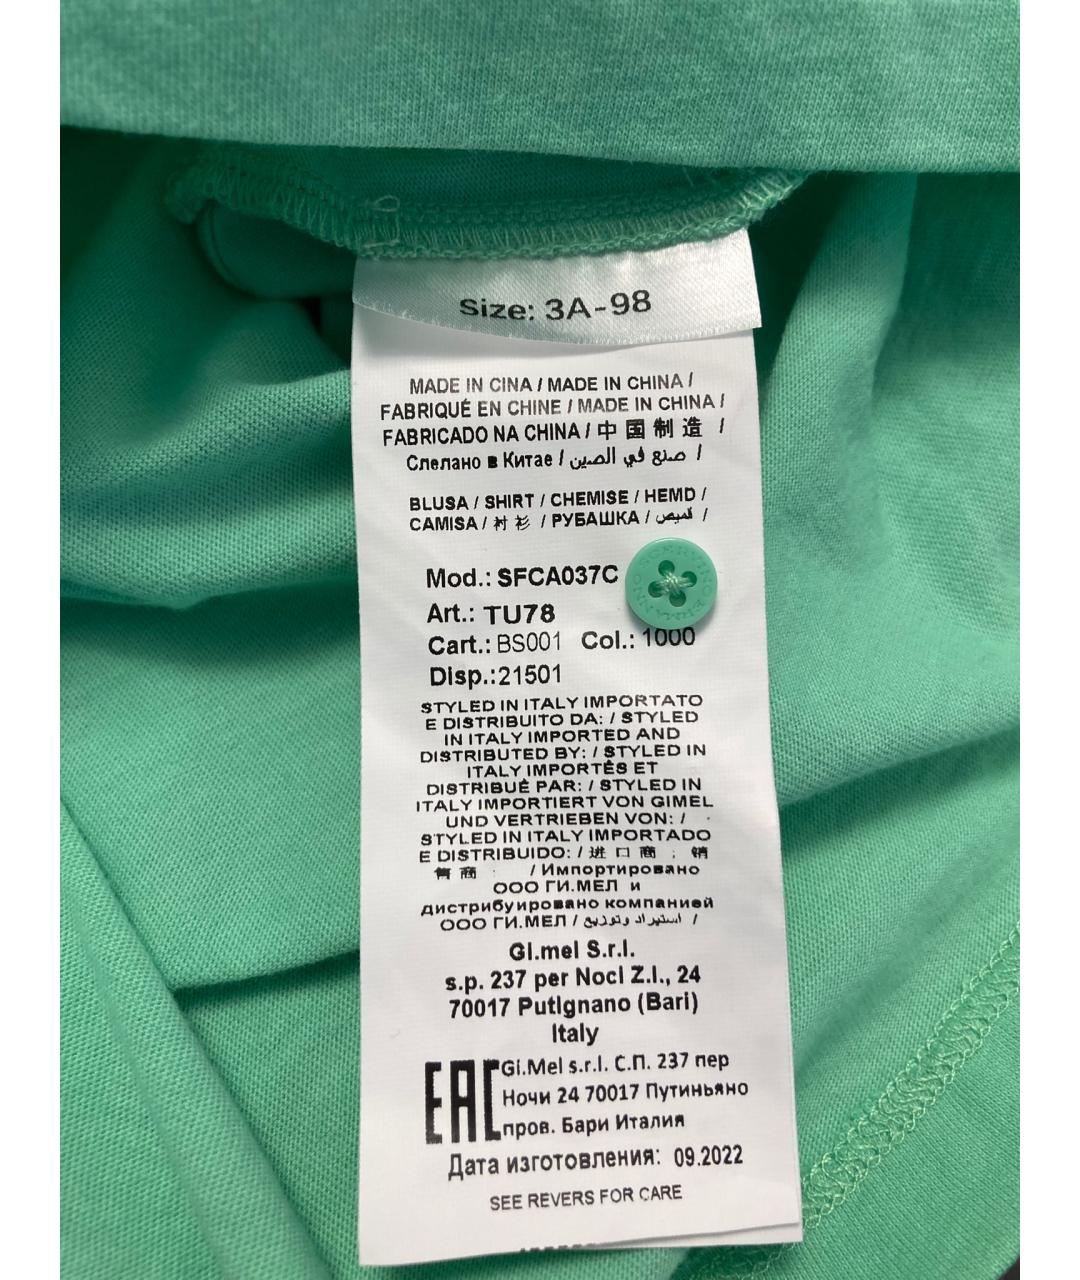 Size: 3A-98
MADE IN CINA / MADE IN CHINA /
FABRIQUÉ EN CHINE / MADE IN CHINA /
FABRICADO NA CHINA / 中 国 制 造 /
Сделано в Китае / صنع في الصين /
BLUSA / SHIRT / CHEMISE / HEMD /
CAMISA / 衬 衫 / РУБАШКА / قميص /
Mod.: SFCA037C
Art.: TU78
Cart.: BS001 Col.: 1000
Disp.:21501
STYLED IN ITALY IMPORTATO
E DISTRIBUITO DA: / STYLED
IN ITALY IMPORTED AND
DISTRIBUTED BY: / STYLED IN
ITALY IMPORTÈS ET
DISTRIBUÈ PAR: / STYLED IN
ITALY IMPORTIERT VON GIMEL
UND VERTRIEBEN VON: /
STYLED IN ITALY IMPORTADO
E DISTRIBUIDO: / 进 口 商 ; 销
售 商 : / Импортировано
ООО ГИ.МЕЛ и
дистрибуировано компанией
ООО ГИ.МЕЛ / استيراد وتوزيع /
GI.mel S.r.l.
s.p. 237 per NocI Z.I., 24
70017 PutIgnano (Bari)
Italy
EAC Gi.Mel s.r.l. С.П. 237 пер
Ночи 24 70017 Путиньяно
пров. Бари Италия
Дата изготовления: 09.2022
SEE REVERS FOR CARE